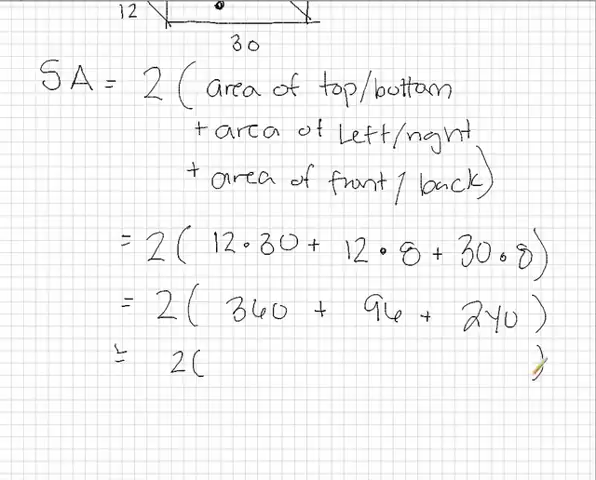 12
30
SA = 2 ( area of top/bottom
+ area of Left/right
+ area of front / back)
= 2 ( 12 • 30 + 12 • 8 + 30 • 8 )
= 2 ( 360 + 96 + 240 )
= 2 ( )